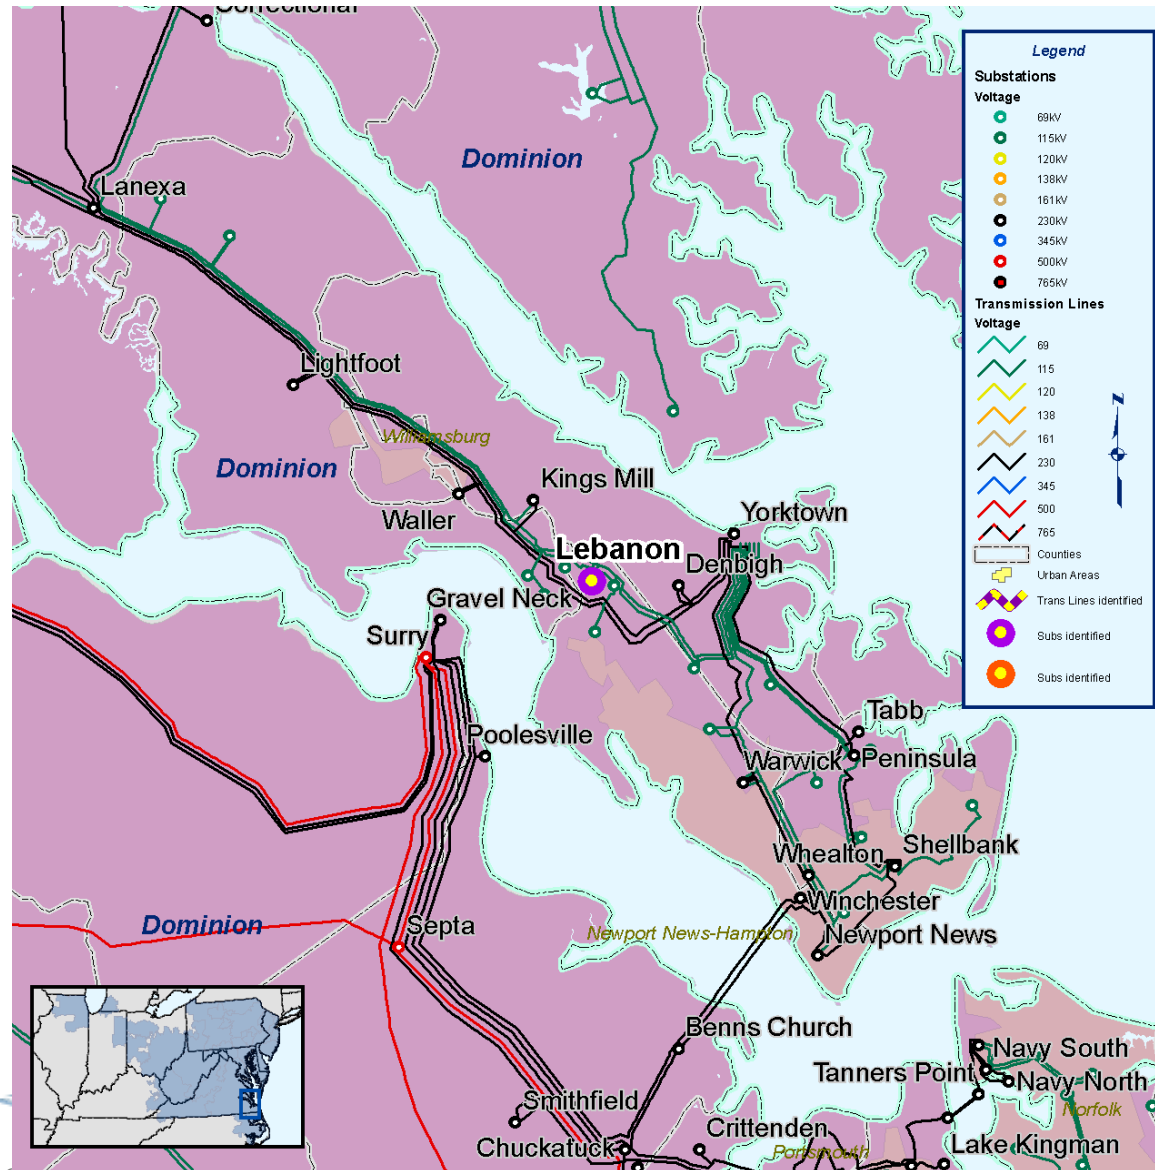 Correctional
Legend
Substations
Voltage
69kV
115kV
120kV
138kV
161kV
230kV
345kV
500kV
765kV
Transmission Lines
Voltage
69
115
120
138
161
230
345
500
765
Counties
Urban Areas
Trans Lines identified
Subs identified
Subs identified
N
Dominion
Lanexa
Lightfoot
Williamsburg
Dominion
Kings Mill
Waller
Yorktown
Lebanon
Denbigh
Gravel Neck
Surry
Tabb
Poolesville
Warwick
Peninsula
Whealton
Shellbank
Winchester
Dominion
Septa
Newport News-Hampton
Newport News
Benns Church
Navy South
Tanners Point
Navy North
Smithfield
Norfolk
Chuckatuck
Crittenden
Portsmouth
Lake Kingman